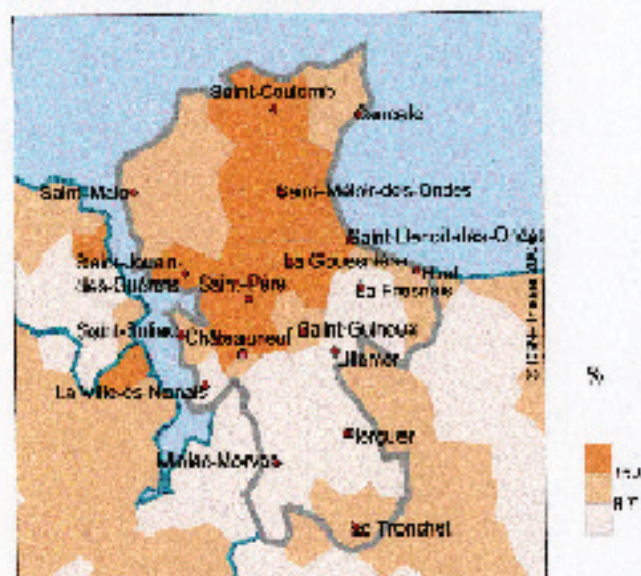 Saint-Coulomb
Cancale
Saint-Malo
Saint-Méloir-des-Ondes
Saint-Benoît-des-Ondes
La Gouesnière
Hirel
Saint-Jouan-
des-Guérets
Saint-Père
La Fresnais
Saint-Suliac
Châteauneuf
Saint-Guinoux
Lillemer
La Ville-ès-Nonais
Plerguer
Miniac-Morvan
Le Tronchet
%